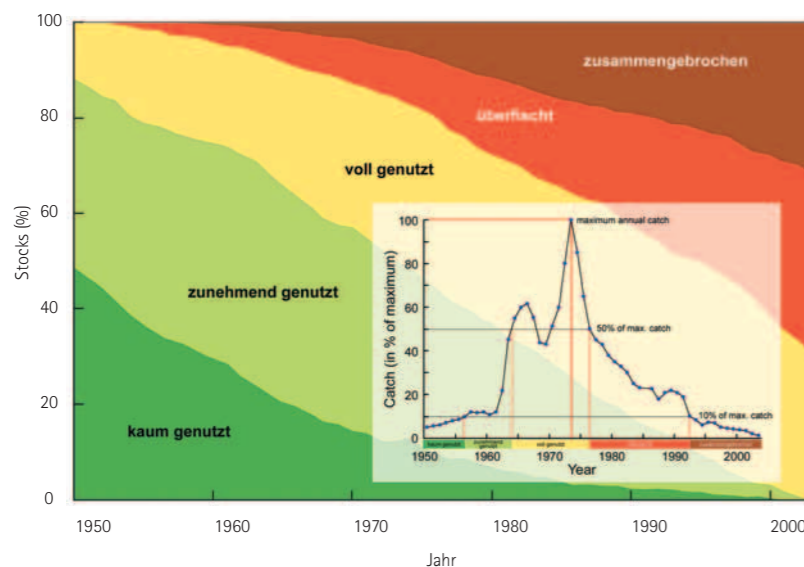 100
80
60
40
20
0
Stocks (%)
zusammengebrochen
überfischt
voll genutzt
zunehmend genutzt
kaum genutzt
1950
1960
1970
1980
1990
2000
Jahr
100
80
60
40
20
0
Catch (in % of maximum)
maximum annual catch
50% of max. catch
10% of max. catch
kaum genutzt
zunehmend
genutzt
voll genutzt
1950
1960
1970
1980
1990
2000
Year